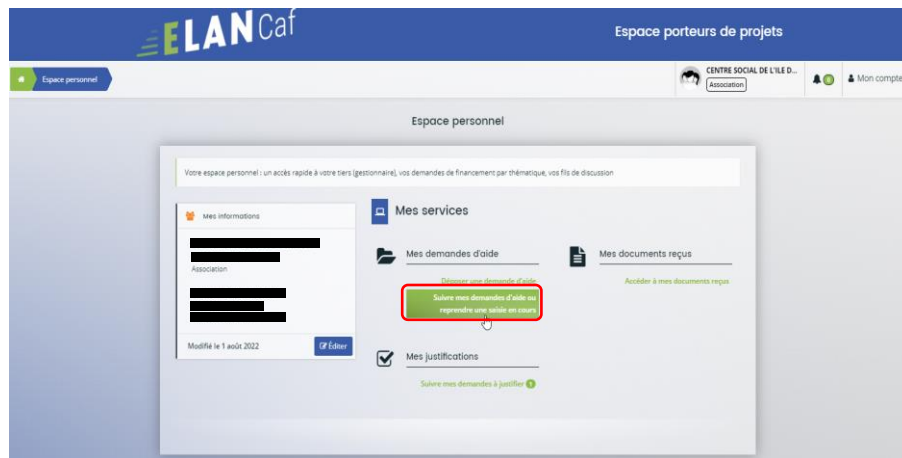 ELANCaf
Espace porteurs de projets
Espace personnel
CENTRE SOCIAL DE L'ILE D...
Association
Mon compte
Espace personnel
Votre espace personnel : un accès rapide à votre tiers (gestionnaire), vos demandes de financement par thématique, vos fils de discussion
Mes informations
Association
Modifié le 1 août 2022
Éditer
Mes services
Mes demandes d'aide
Déposer une demande d'aide
Suivre mes demandes d'aide ou
reprendre une saisie en cours
Mes documents reçus
Accéder à mes documents reçus
Mes justifications
Suivre mes demandes à justifier